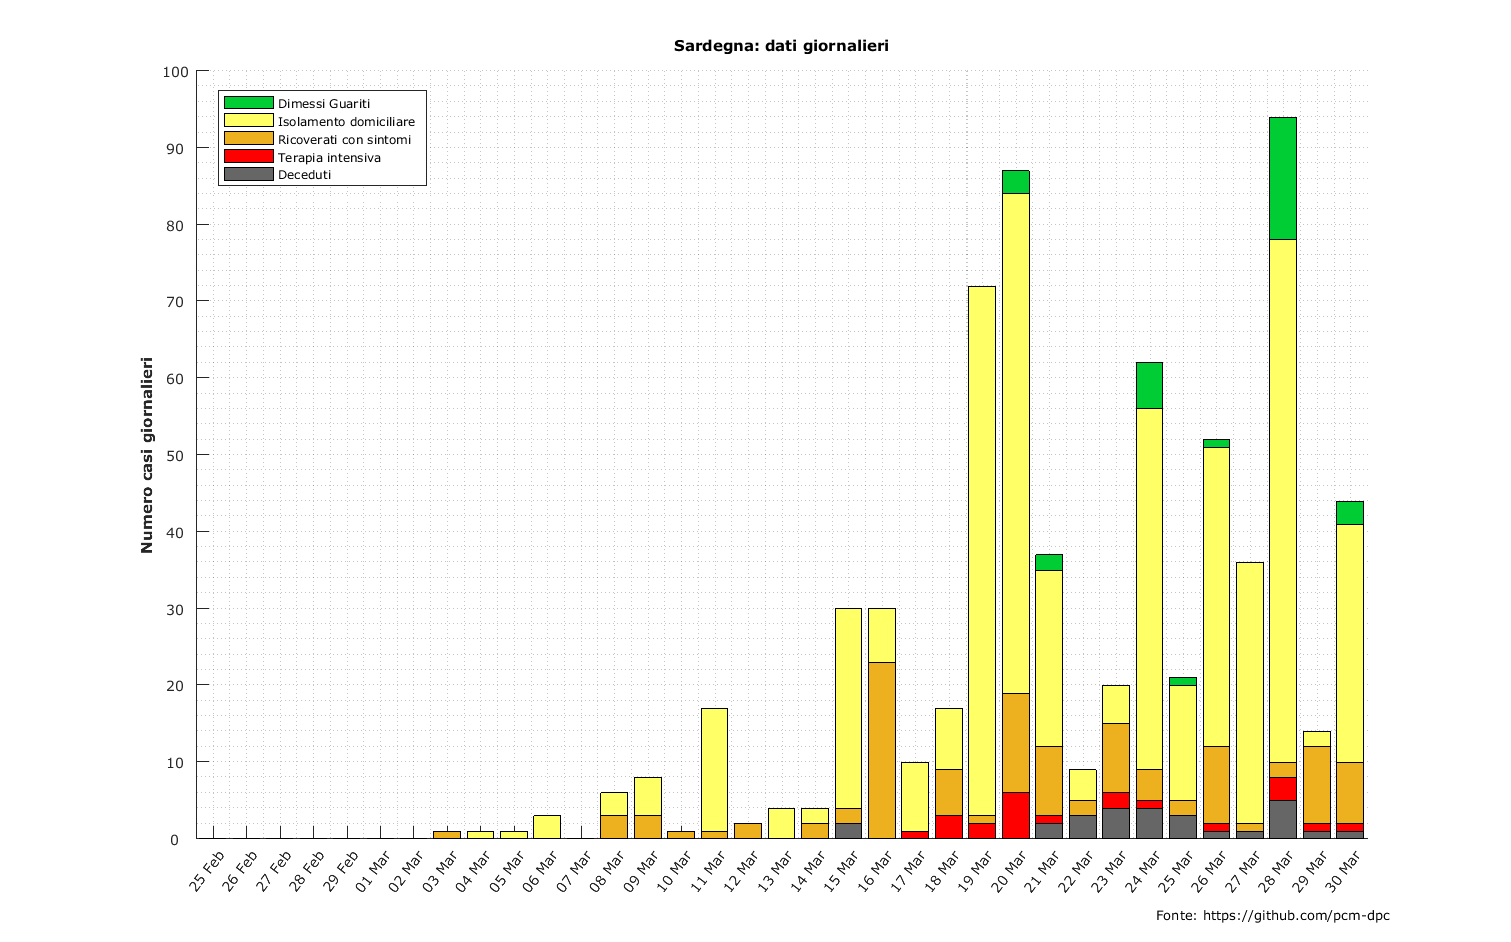 Sardegna: dati giornalieri
100
90
80
70
60
50
40
30
20
10
0
Numero casi giornalieri
Dimessi Guariti
Isolamento domiciliare
Ricoverati con sintomi
Terapia intensiva
Deceduti
25 Feb
26 Feb
27 Feb
28 Feb
29 Feb
01 Mar
02 Mar
03 Mar
04 Mar
05 Mar
06 Mar
07 Mar
08 Mar
09 Mar
10 Mar
11 Mar
12 Mar
13 Mar
14 Mar
15 Mar
16 Mar
17 Mar
18 Mar
19 Mar
20 Mar
21 Mar
22 Mar
23 Mar
24 Mar
25 Mar
26 Mar
27 Mar
28 Mar
29 Mar
30 Mar
Fonte: https://github.com/pcm-dpc